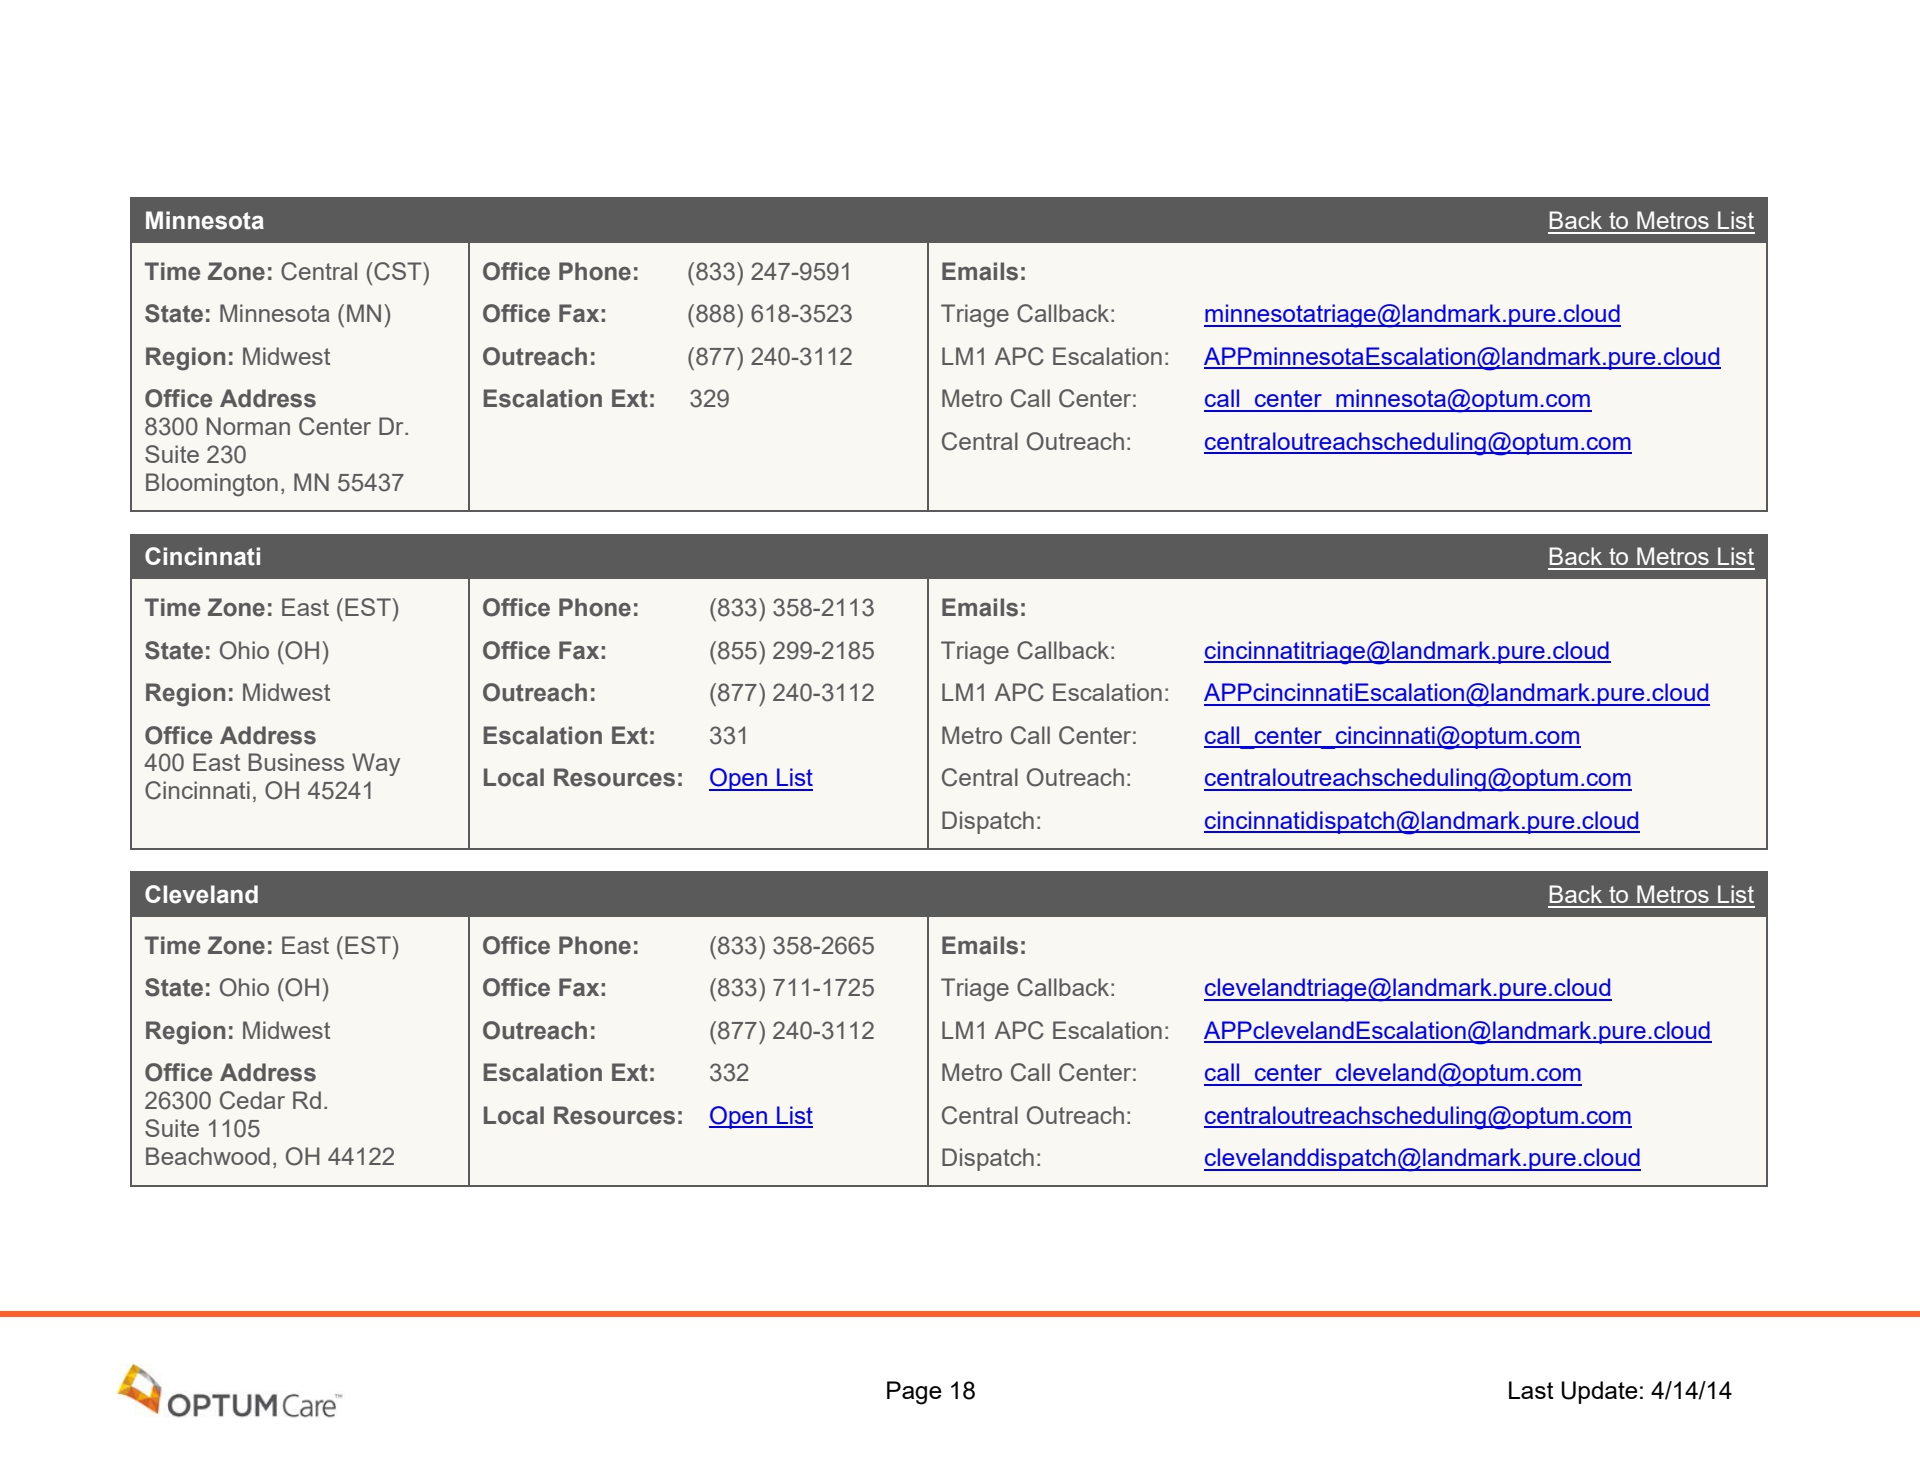 Minnesota Back to Metros List
Time Zone: Central (CST)
State: Minnesota (MN)
Region: Midwest
Office Address
8300 Norman Center Dr.
Suite 230
Bloomington, MN 55437
Office Phone: (833) 247-9591
Office Fax: (888) 618-3523
Outreach: (877) 240-3112
Escalation Ext: 329
Emails:
Triage Callback: minnesotatriage@landmark.pure.cloud
LM1 APC Escalation: APPminnesotaEscalation@landmark.pure.cloud
Metro Call Center: call_center_minnesota@optum.com
Central Outreach: centraloutreachscheduling@optum.com
Cincinnati Back to Metros List
Time Zone: East (EST)
State: Ohio (OH)
Region: Midwest
Office Address
400 East Business Way
Cincinnati, OH 45241
Office Phone: (833) 358-2113
Office Fax: (855) 299-2185
Outreach: (877) 240-3112
Escalation Ext: 331
Local Resources: Open List
Emails:
Triage Callback: cincinnatitriage@landmark.pure.cloud
LM1 APC Escalation: APPcincinnatiEscalation@landmark.pure.cloud
Metro Call Center: call_center_cincinnati@optum.com
Central Outreach: centraloutreachscheduling@optum.com
Dispatch: cincinnatidispatch@landmark.pure.cloud
Cleveland Back to Metros List
Time Zone: East (EST)
State: Ohio (OH)
Region: Midwest
Office Address
26300 Cedar Rd.
Suite 1105
Beachwood, OH 44122
Office Phone: (833) 358-2665
Office Fax: (833) 711-1725
Outreach: (877) 240-3112
Escalation Ext: 332
Local Resources: Open List
Emails:
Triage Callback: clevelandtriage@landmark.pure.cloud
LM1 APC Escalation: APPclevelandEscalation@landmark.pure.cloud
Metro Call Center: call_center_cleveland@optum.com
Central Outreach: centraloutreachscheduling@optum.com
Dispatch: clevelanddispatch@landmark.pure.cloud
OPTUM Care™ Page 18 Last Update: 4/14/14